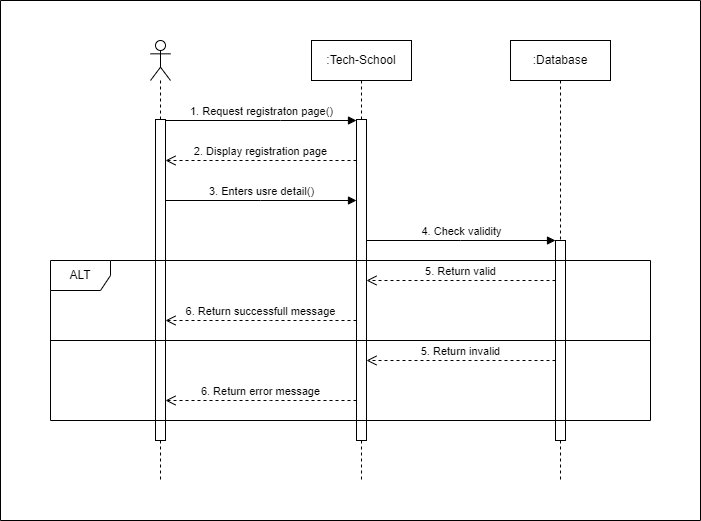 :Tech-School
:Database
1. Request registraton page()
2. Display registration page
3. Enters usre detail()
4. Check validity
ALT
5. Return valid
6. Return successfull message
5. Return invalid
6. Return error message